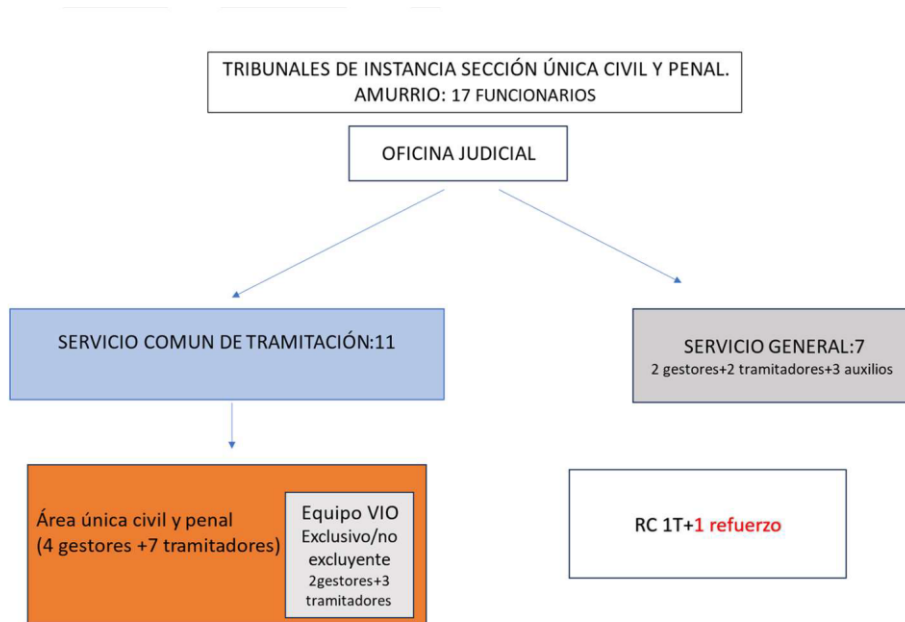 TRIBUNALES DE INSTANCIA SECCIÓN ÚNICA CIVIL Y PENAL.
AMURRIO: 17 FUNCIONARIOS
OFICINA JUDICIAL
SERVICIO COMUN DE TRAMITACIÓN:11
SERVICIO GENERAL:7
2 gestores+2 tramitadores+3 auxilios
Área única civil y penal
(4 gestores +7 tramitadores)
Equipo VIO
Exclusivo/no
excluyente
2gestores+3
tramitadores
RC 1T+1 refuerzo